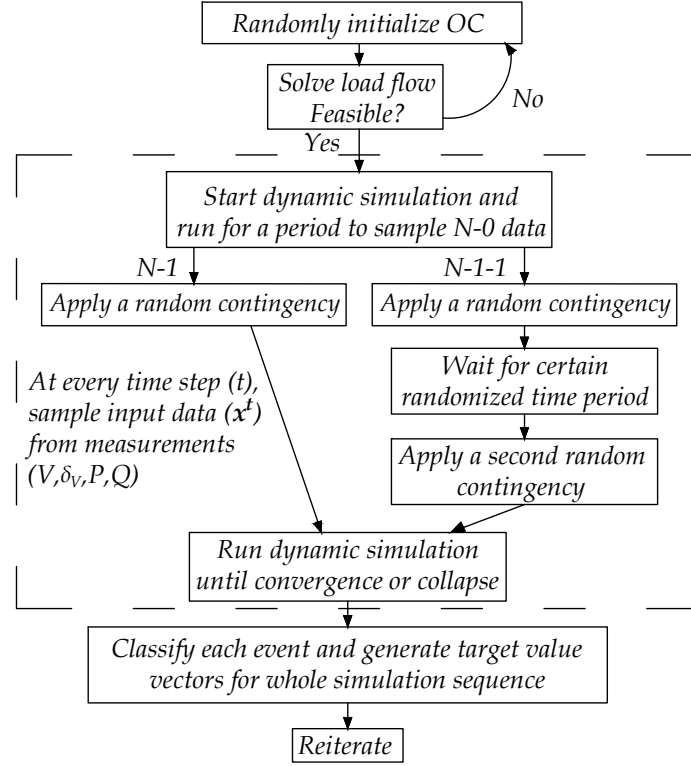 Randomly initialize OC
Solve load flow
Feasible?
No
Yes
Start dynamic simulation and
run for a period to sample N-0 data
N-1
N-1-1
Apply a random contingency
Apply a random contingency
At every time step (t),
sample input data (xᵗ)
from measurements
(V,δ_V,P,Q)
Wait for certain
randomized time period
Apply a second random
contingency
Run dynamic simulation
until convergence or collapse
Classify each event and generate target value
vectors for whole simulation sequence
Reiterate